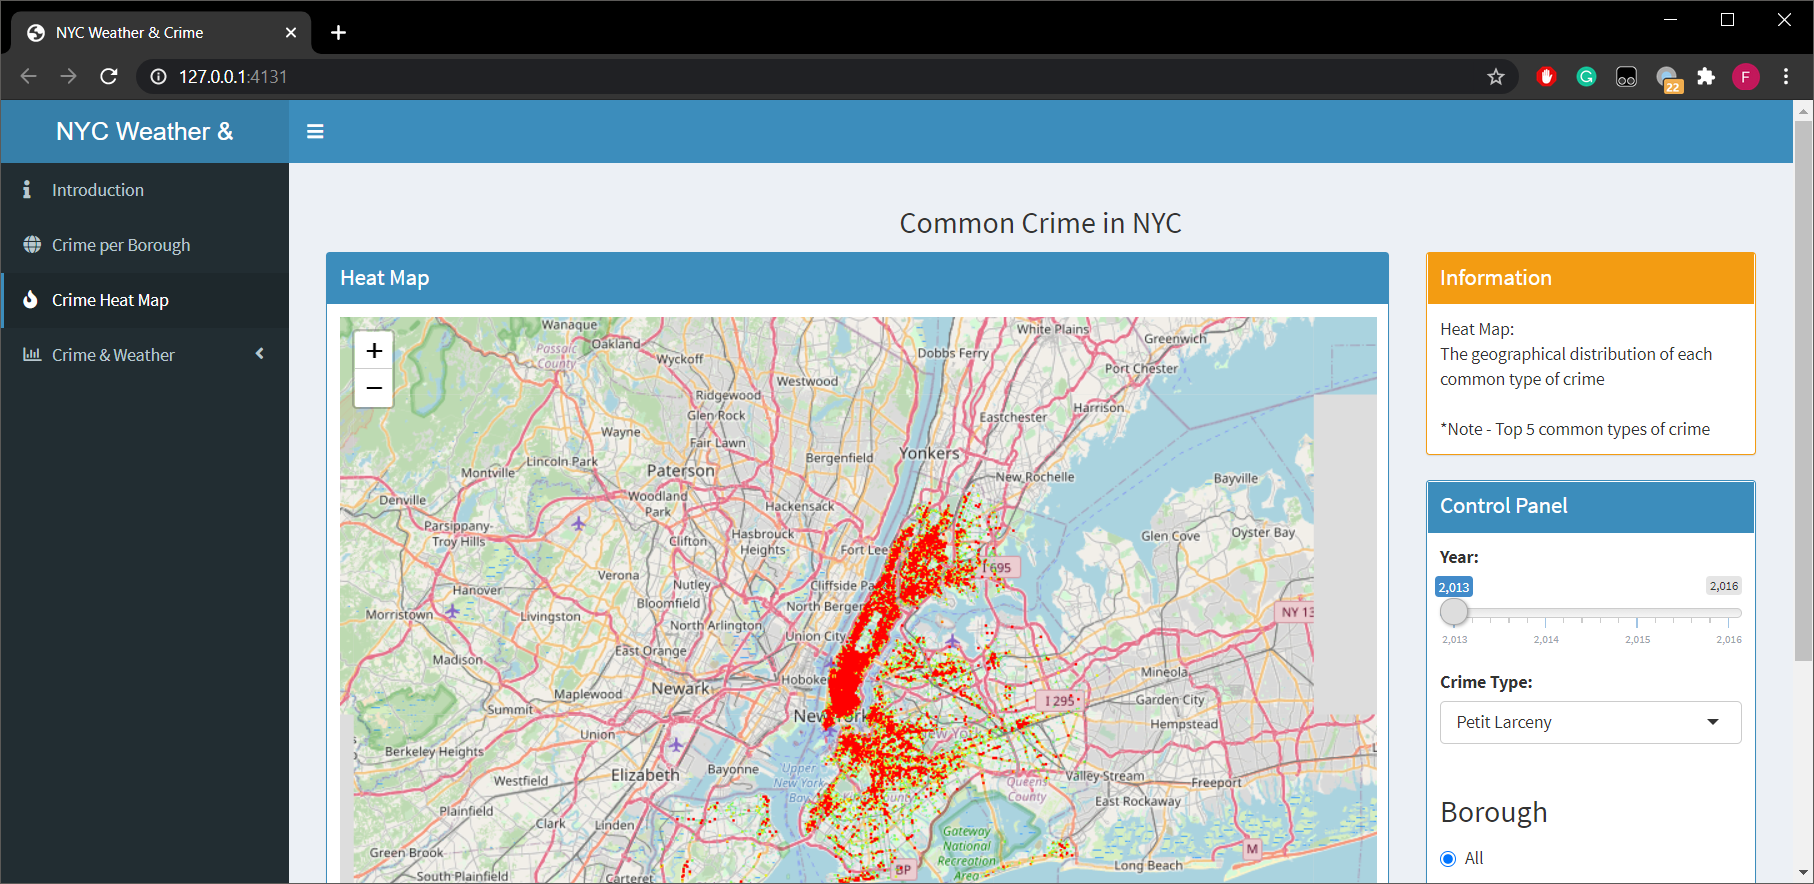 NYC Weather & Crime
127.0.0.1:4131
22
F
NYC Weather &
Introduction
Crime per Borough
Crime Heat Map
Crime & Weather
Common Crime in NYC
Heat Map
+
−
Wanaque
Oakland
Passaic
County
Wyckoff
Ridgewood
Glen Rock
Westwood
Dobbs Ferry
White Plains
Greenwich
Port Chester
Harrison
Eastchester
Wayne
Fair Lawn
Lincoln Park
Paterson
Bergenfield
Yonkers
Montville
New Rochelle
Bayville
Denville
Woodland
Park
Hackensack
Parsippany-
Troy Hills
Clifton
Hasbrouck
Heights
Fort Lee
Glen Cove
Oyster Bay
Verona
Nutley
Cliffside Pa
I 695
Hanover
Bloomfield
North Berger
Morristown
Livingston
North Arlington
Union City
NY 13
East Orange
Madison
Hoboke
Mineola
Maplewood
Newark
Summit
I 295
Garden City
New York
Hempstead
Union
New York
Berkeley Heights
Elizabeth
Bayonne
Upper
New York
Bay
Queens
County
Valley Stream
Freeport
Westfield
East Rockaway
Plainfield
Clark
Linden
Gateway
National
Recreation
Area
M
Green Brook
South Plainfield
Carteret
BP
Long Beach
Information
Heat Map:
The geographical distribution of each
common type of crime
*Note - Top 5 common types of crime
Control Panel
Year:
2,013
2,016
2,013 2,014 2,015 2,016
Crime Type:
Petit Larceny
Borough
All